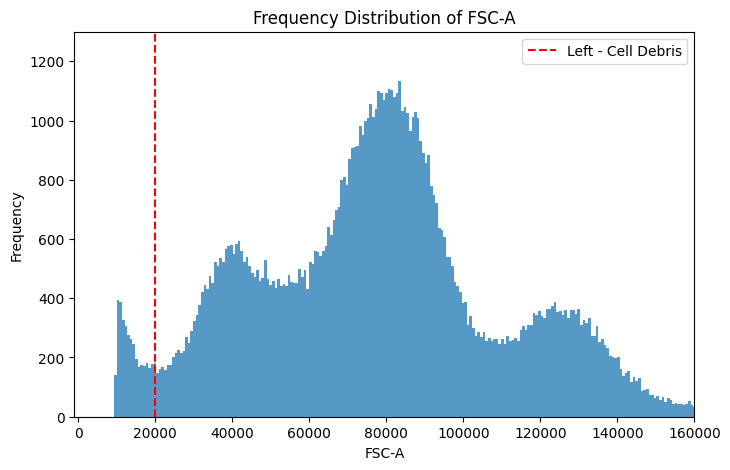 Frequency Distribution of FSC-A
Left - Cell Debris
Frequency
1200
1000
800
600
400
200
0
0 20000 40000 60000 80000 100000 120000 140000 160000
FSC-A